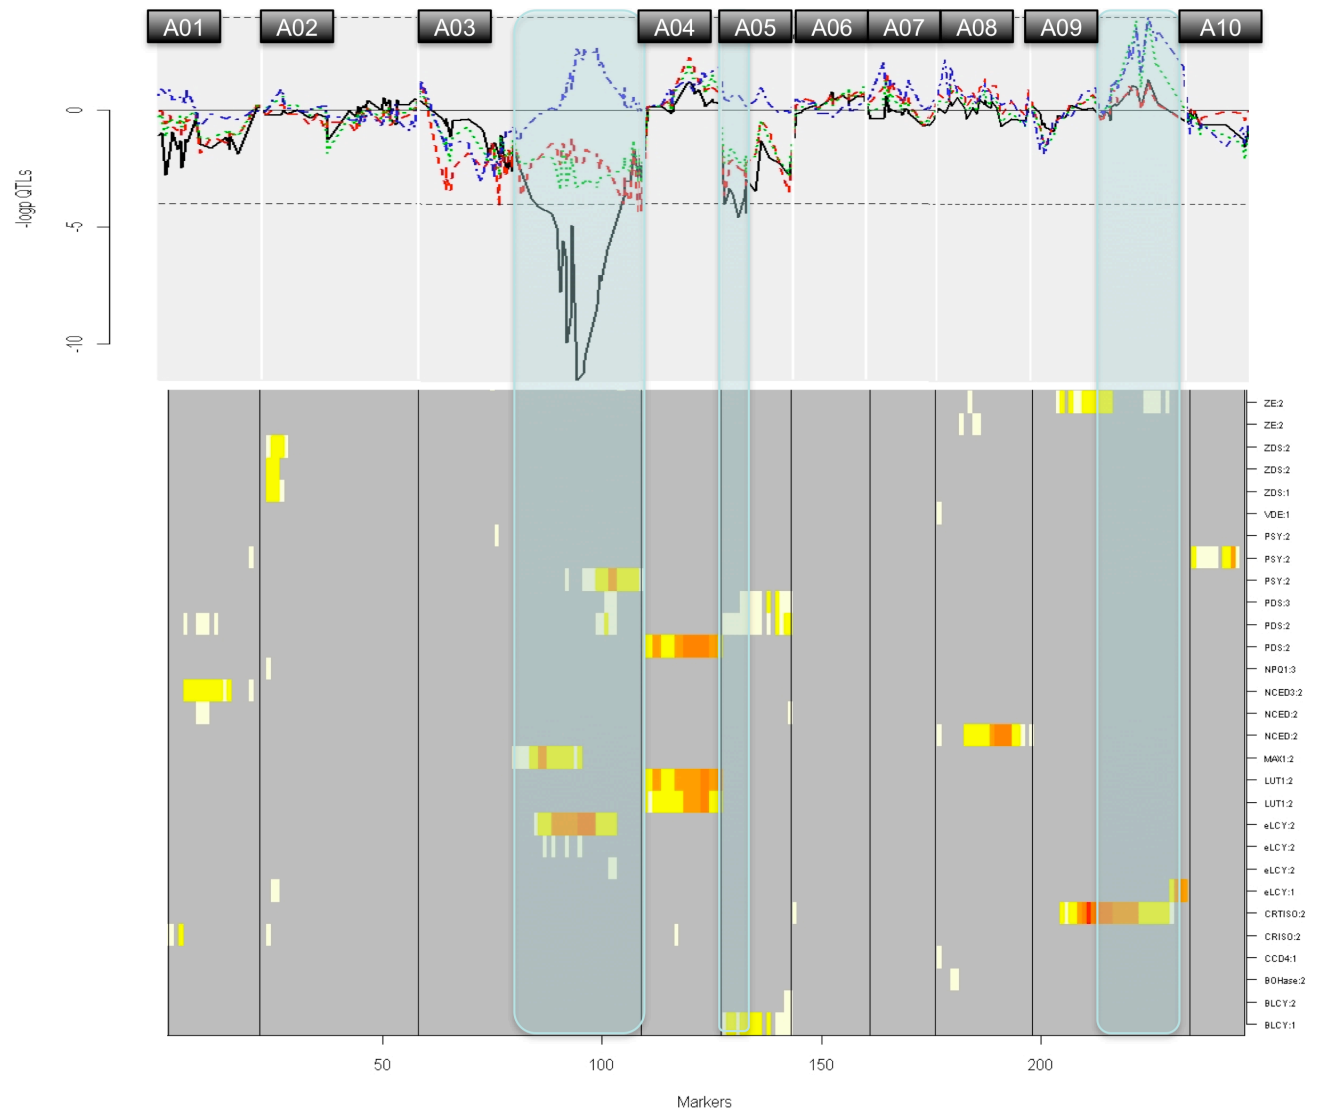 A01 A02 A03 A04 A05 A06 A07 A08 A09 A10
0
-5
-10
-logp QTLs
ZE:2
ZE:2
ZDS:2
ZDS:2
ZDS:1
VDE:1
PSY:2
PSY:2
PSY:2
PDS:3
PDS:2
PDS:2
NPQ1:3
NCED3:2
NCED:2
NCED:2
MAX1:2
LUT1:2
LUT1:2
eLCY:2
eLCY:2
eLCY:2
eLCY:1
CRTISO:2
CRISO:2
CCD4:1
BOHase:2
BLCY:2
BLCY:1
50 100 150 200
Markers